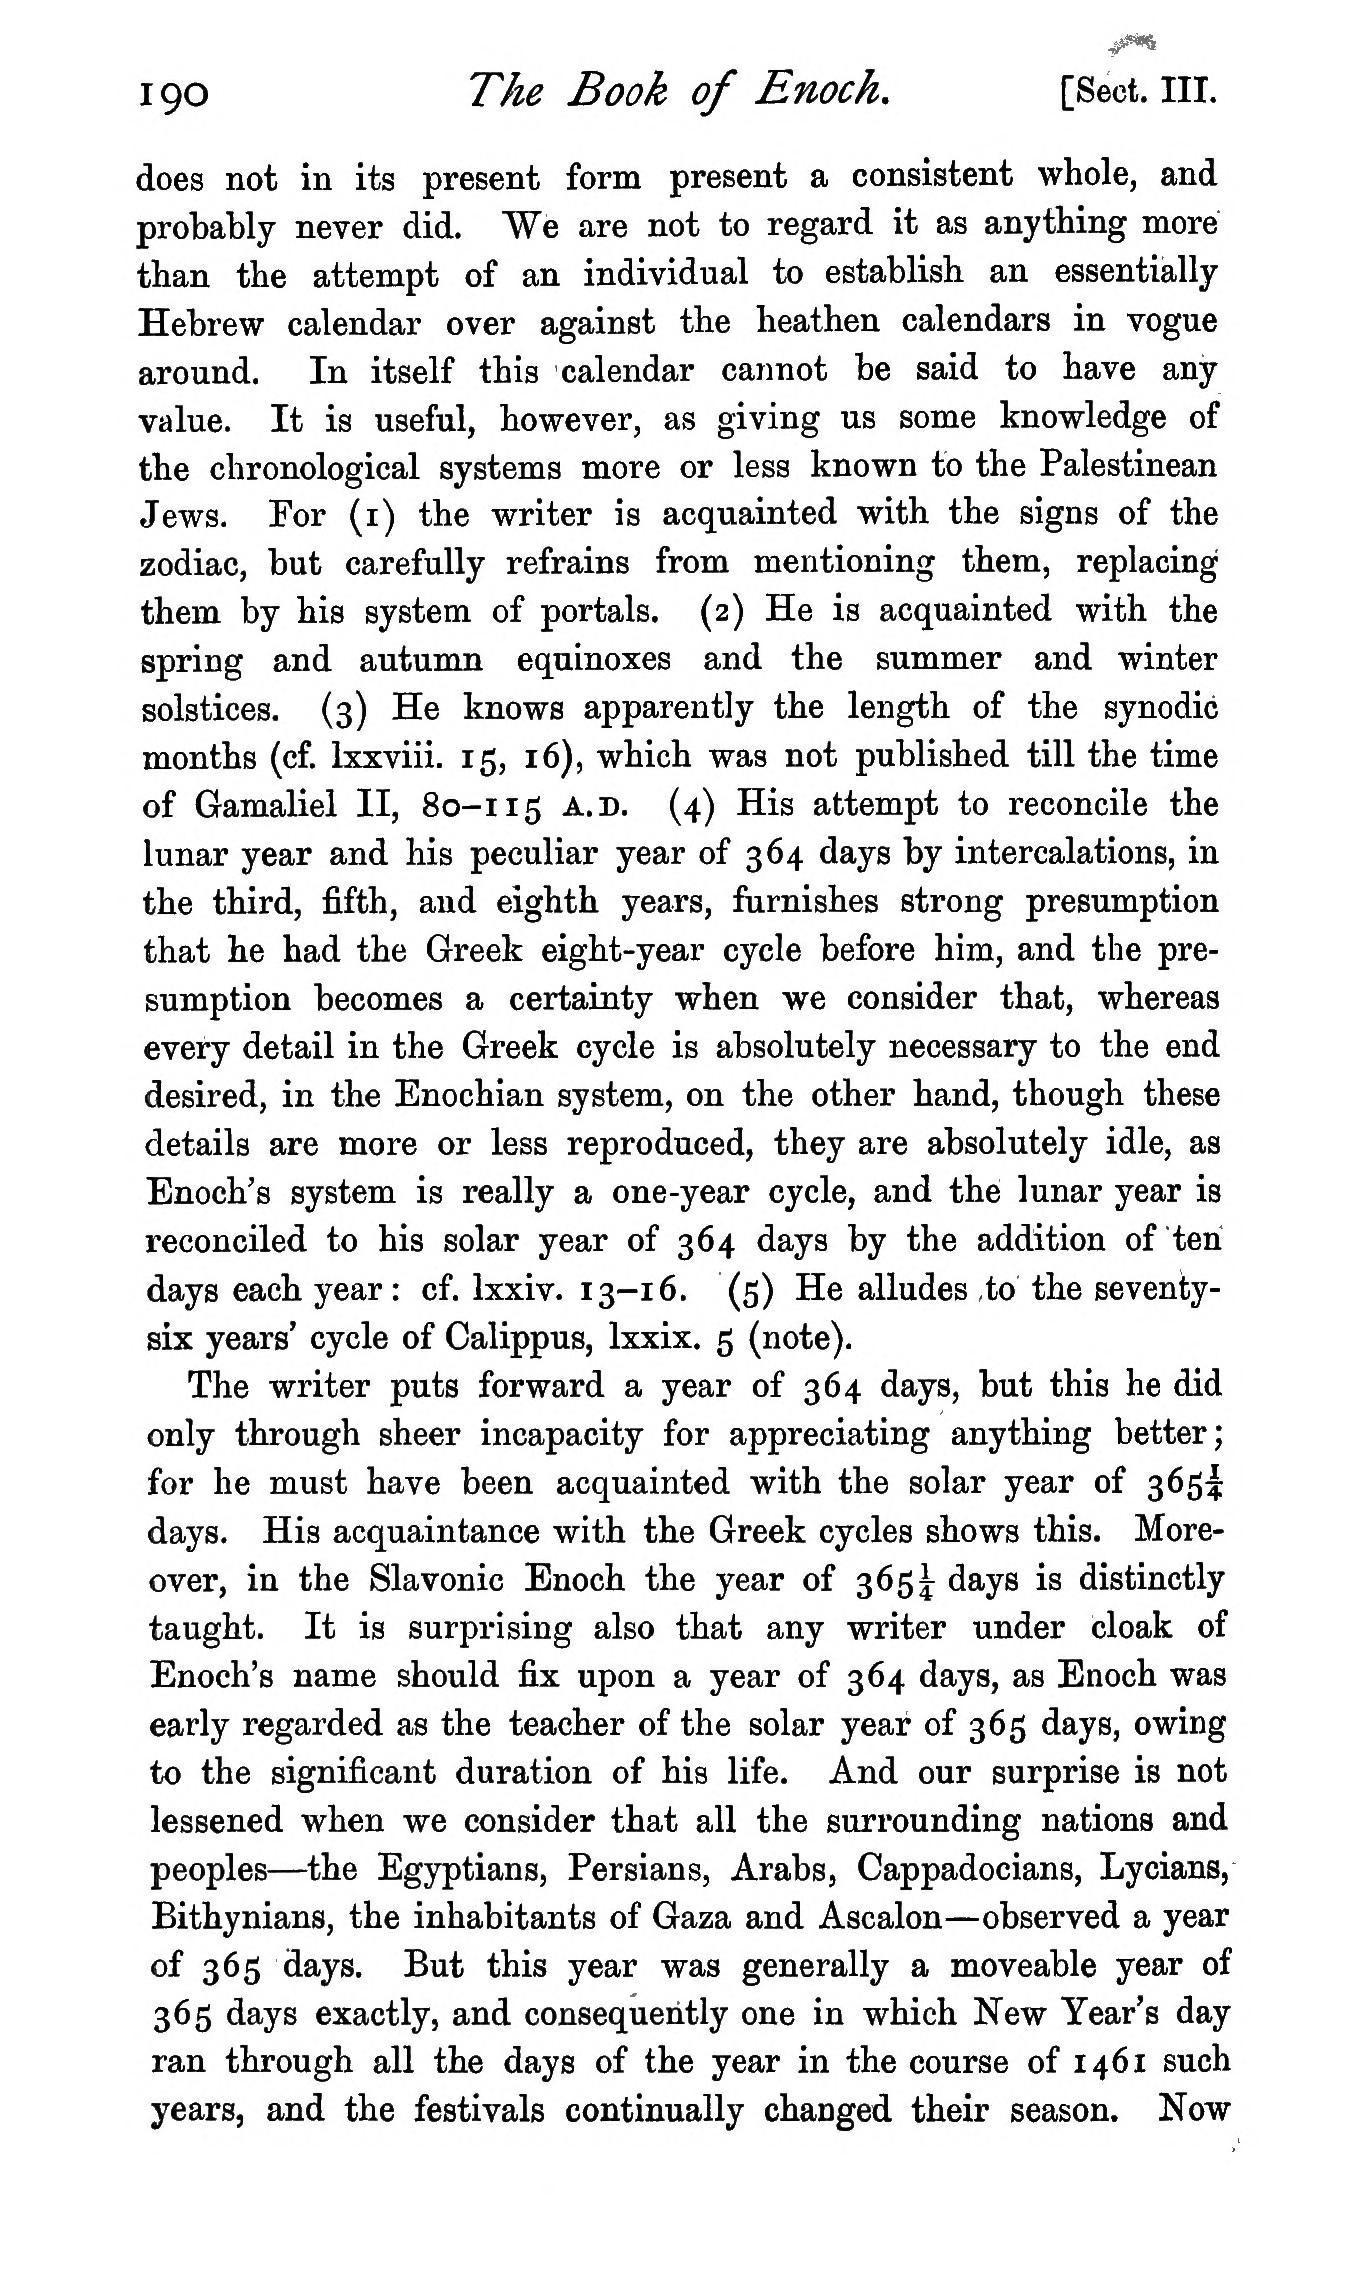 190 The Book of Enoch. [Sect. III.
does not in its present form present a consistent whole, and
probably never did. We are not to regard it as anything more
than the attempt of an individual to establish an essentially
Hebrew calendar over against the heathen calendars in vogue
around. In itself this calendar cannot be said to have any
value. It is useful, however, as giving us some knowledge of
the chronological systems more or less known to the Palestinean
Jews. For (1) the writer is acquainted with the signs of the
zodiac, but carefully refrains from mentioning them, replacing
them by his system of portals. (2) He is acquainted with the
spring and autumn equinoxes and the summer and winter
solstices. (3) He knows apparently the length of the synodic
months (cf. lxxviii. 15, 16), which was not published till the time
of Gamaliel II, 80–115 A.D. (4) His attempt to reconcile the
lunar year and his peculiar year of 364 days by intercalations, in
the third, fifth, and eighth years, furnishes strong presumption
that he had the Greek eight-year cycle before him, and the pre-
sumption becomes a certainty when we consider that, whereas
every detail in the Greek cycle is absolutely necessary to the end
desired, in the Enochian system, on the other hand, though these
details are more or less reproduced, they are absolutely idle, as
Enoch's system is really a one-year cycle, and the lunar year is
reconciled to his solar year of 364 days by the addition of ten
days each year: cf. lxxiv. 13–16. (5) He alludes to the seventy-
six years' cycle of Calippus, lxxix. 5 (note).
The writer puts forward a year of 364 days, but this he did
only through sheer incapacity for appreciating anything better;
for he must have been acquainted with the solar year of 365¼
days. His acquaintance with the Greek cycles shows this. More-
over, in the Slavonic Enoch the year of 365¼ days is distinctly
taught. It is surprising also that any writer under cloak of
Enoch's name should fix upon a year of 364 days, as Enoch was
early regarded as the teacher of the solar year of 365 days, owing
to the significant duration of his life. And our surprise is not
lessened when we consider that all the surrounding nations and
peoples—the Egyptians, Persians, Arabs, Cappadocians, Lycians,
Bithynians, the inhabitants of Gaza and Ascalon—observed a year
of 365 days. But this year was generally a moveable year of
365 days exactly, and consequently one in which New Year's day
ran through all the days of the year in the course of 1461 such
years, and the festivals continually changed their season. Now